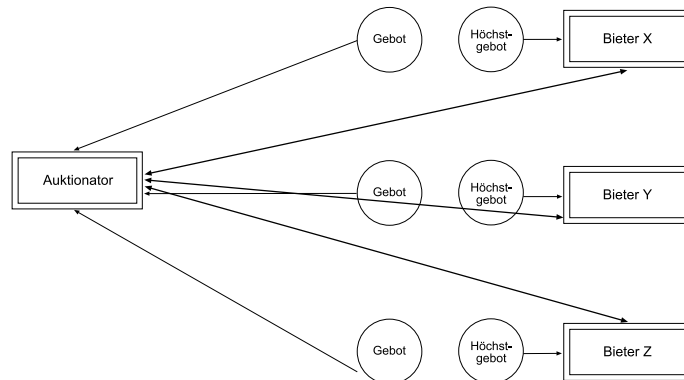 Gebot
Höchst-
gebot
Bieter X
Auktionator
Gebot
Höchst-
gebot
Bieter Y
Gebot
Höchst-
gebot
Bieter Z